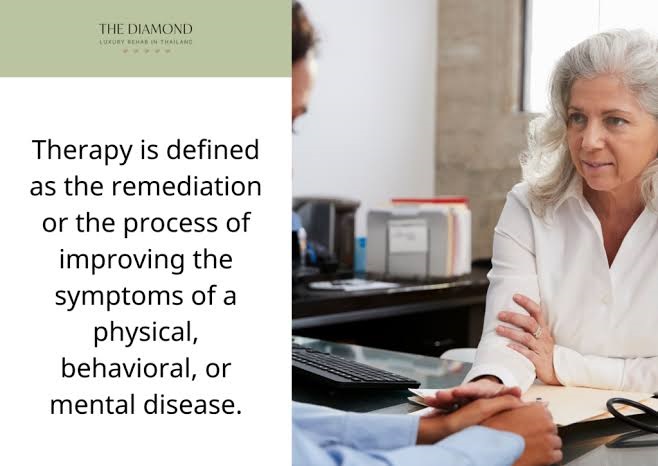 THE DIAMOND
LUXURY REHAB IN THAILAND
Therapy is defined
as the remediation
or the process of
improving the
symptoms of a
physical,
behavioral, or
mental disease.